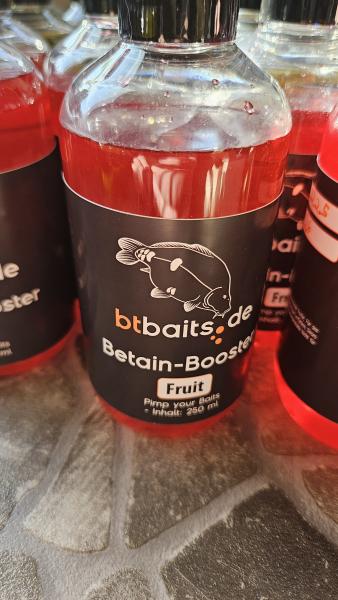 btbaits.de
Betain-Booster
Fruit
Pimp your Baits
- Inhalt: 250 ml